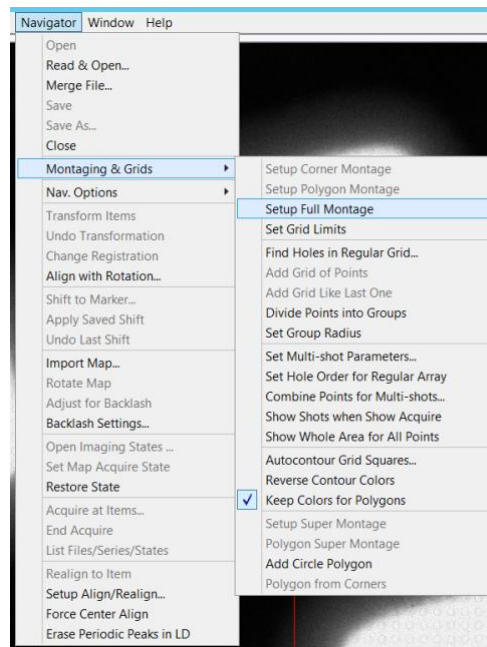 Navigator Window Help
Open
Read & Open...
Merge File...
Save
Save As...
Close
Montaging & Grids
Nav. Options
Transform Items
Undo Transformation
Change Registration
Align with Rotation...
Shift to Marker...
Apply Saved Shift
Undo Last Shift
Import Map...
Rotate Map
Adjust for Backlash
Backlash Settings...
Open Imaging States ...
Set Map Acquire State
Restore State
Acquire at Items...
End Acquire
List Files/Series/States
Realign to Item
Setup Align/Realign...
Force Center Align
Erase Periodic Peaks in LD
Setup Corner Montage
Setup Polygon Montage
Setup Full Montage
Set Grid Limits
Find Holes in Regular Grid...
Add Grid of Points
Add Grid Like Last One
Divide Points into Groups
Set Group Radius
Set Multi-shot Parameters...
Set Hole Order for Regular Array
Combine Points for Multi-shots...
Show Shots when Show Acquire
Show Whole Area for All Points
Autocontour Grid Squares...
Reverse Contour Colors
Keep Colors for Polygons
Setup Super Montage
Polygon Super Montage
Add Circle Polygon
Polygon from Corners